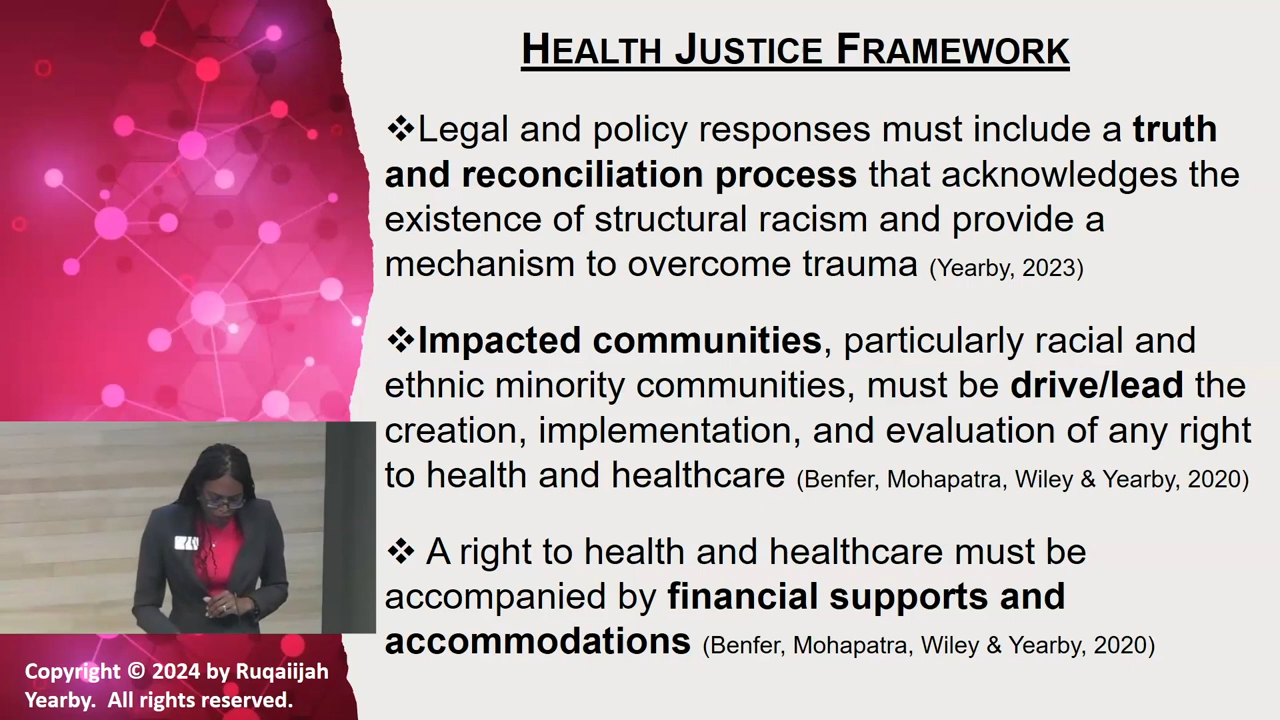 HEALTH JUSTICE FRAMEWORK
❖Legal and policy responses must include a truth
and reconciliation process that acknowledges the
existence of structural racism and provide a
mechanism to overcome trauma (Yearby, 2023)
❖Impacted communities, particularly racial and
ethnic minority communities, must be drive/lead the
creation, implementation, and evaluation of any right
to health and healthcare (Benfer, Mohapatra, Wiley & Yearby, 2020)
❖ A right to health and healthcare must be
accompanied by financial supports and
accommodations (Benfer, Mohapatra, Wiley & Yearby, 2020)
Copyright © 2024 by Ruqaiijah
Yearby.  All rights reserved.